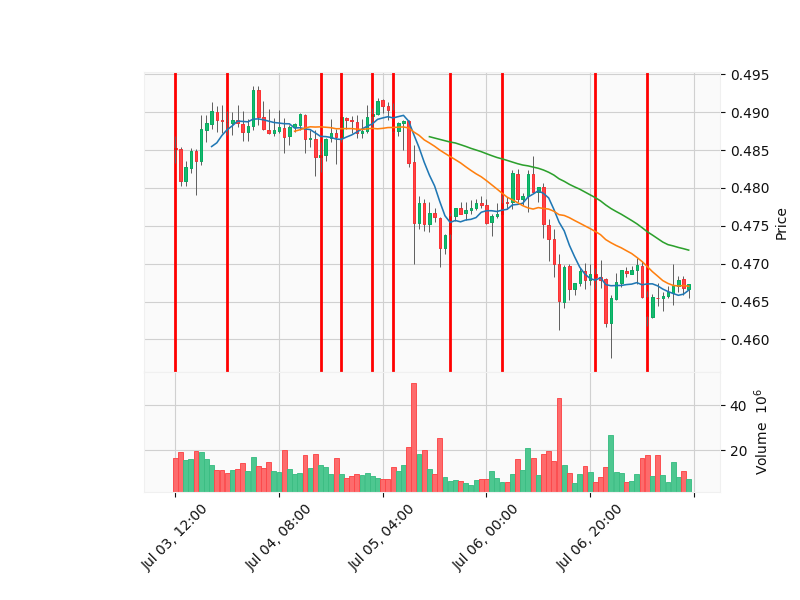 0.495
0.490
0.485
0.480
0.475
0.470
0.465
0.460
Price
40
20
Volume 10^6
Jul 03, 12:00
Jul 04, 08:00
Jul 05, 04:00
Jul 06, 00:00
Jul 06, 20:00